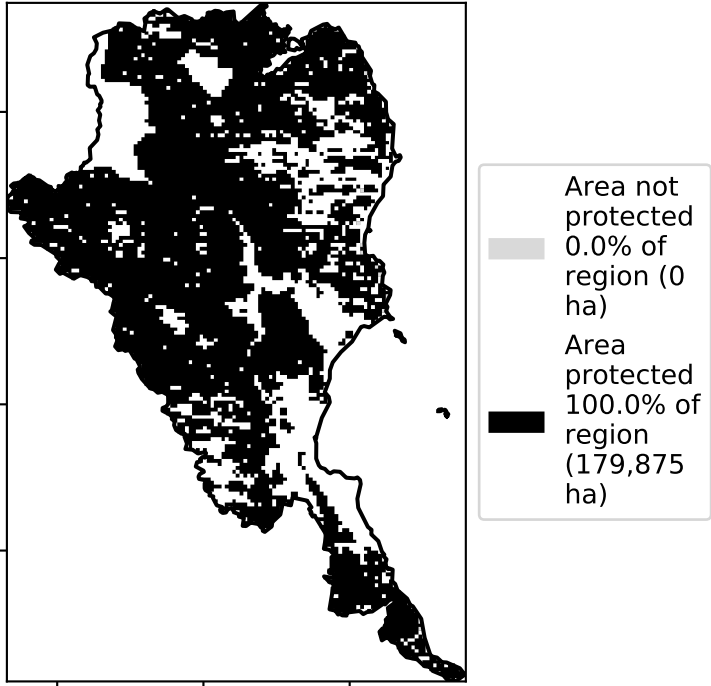 Area not
protected
0.0% of
region (0
ha)
Area
protected
100.0% of
region
(179,875
ha)